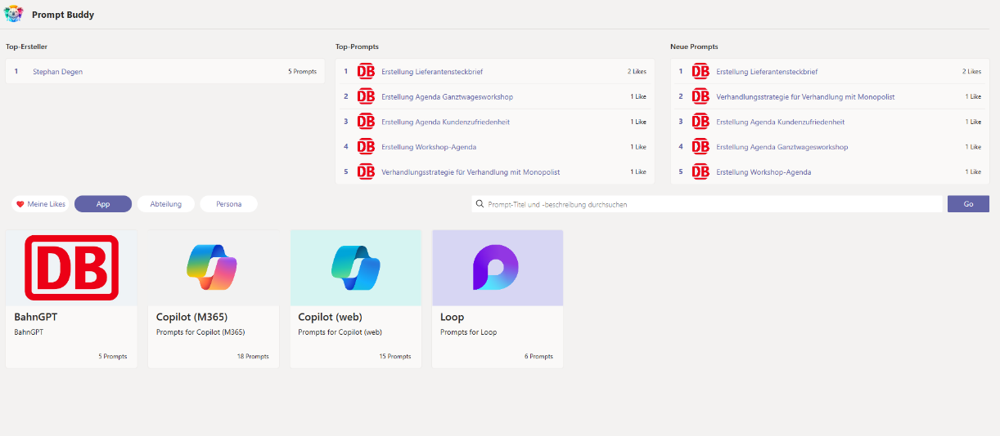 Prompt Buddy
Top-Ersteller
1 Stephan Degen 5 Prompts
Top-Prompts
1 DB Erstellung Lieferantensteckbrief 2 Likes
2 DB Erstellung Agenda Ganztwagesworkshop 1 Like
3 DB Erstellung Agenda Kundenzufriedenheit 1 Like
4 DB Erstellung Workshop-Agenda 1 Like
5 DB Verhandlungsstrategie für Verhandlung mit Monopolist 1 Like
Neue Prompts
1 DB Erstellung Lieferantensteckbrief 2 Likes
2 DB Verhandlungsstrategie für Verhandlung mit Monopolist 1 Like
3 DB Erstellung Agenda Kundenzufriedenheit 1 Like
4 DB Erstellung Agenda Ganztwagesworkshop 1 Like
5 DB Erstellung Workshop-Agenda 1 Like
Meine Likes App Abteilung Persona Prompt-Titel und -beschreibung durchsuchen Go
DB
BahnGPT
BahnGPT
5 Prompts
Copilot (M365)
Prompts for Copilot (M365)
18 Prompts
Copilot (web)
Prompts for Copilot (web)
15 Prompts
Loop
Prompts for Loop
6 Prompts